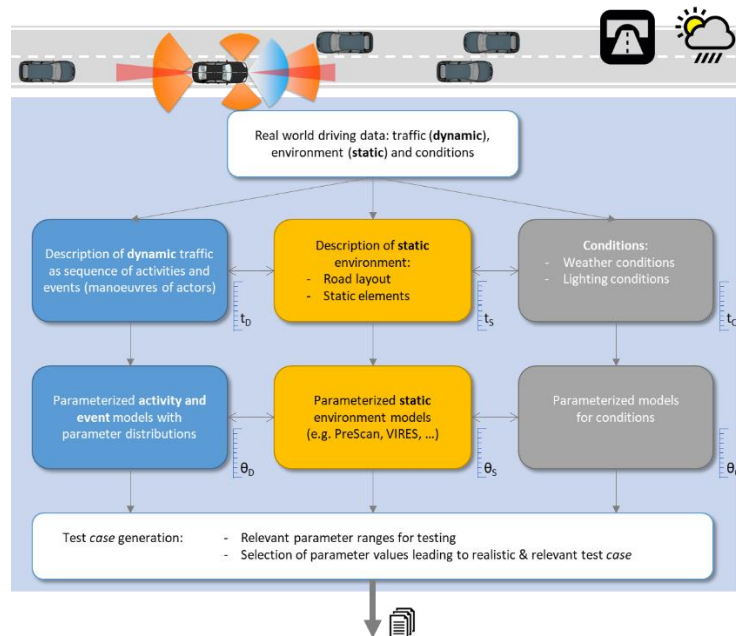 Real world driving data: traffic (dynamic),
environment (static) and conditions
Description of dynamic traffic
as sequence of activities and
events (manoeuvres of actors)
Description of static
environment:
- Road layout
- Static elements
Conditions:
- Weather conditions
- Lighting conditions
t_D
t_S
t_C
Parameterized activity and
event models with
parameter distributions
Parameterized static
environment models
(e.g. PreScan, VIRES, ...)
Parameterized models
for conditions
θ_D
θ_S
θ
Test case generation: - Relevant parameter ranges for testing
- Selection of parameter values leading to realistic & relevant test case